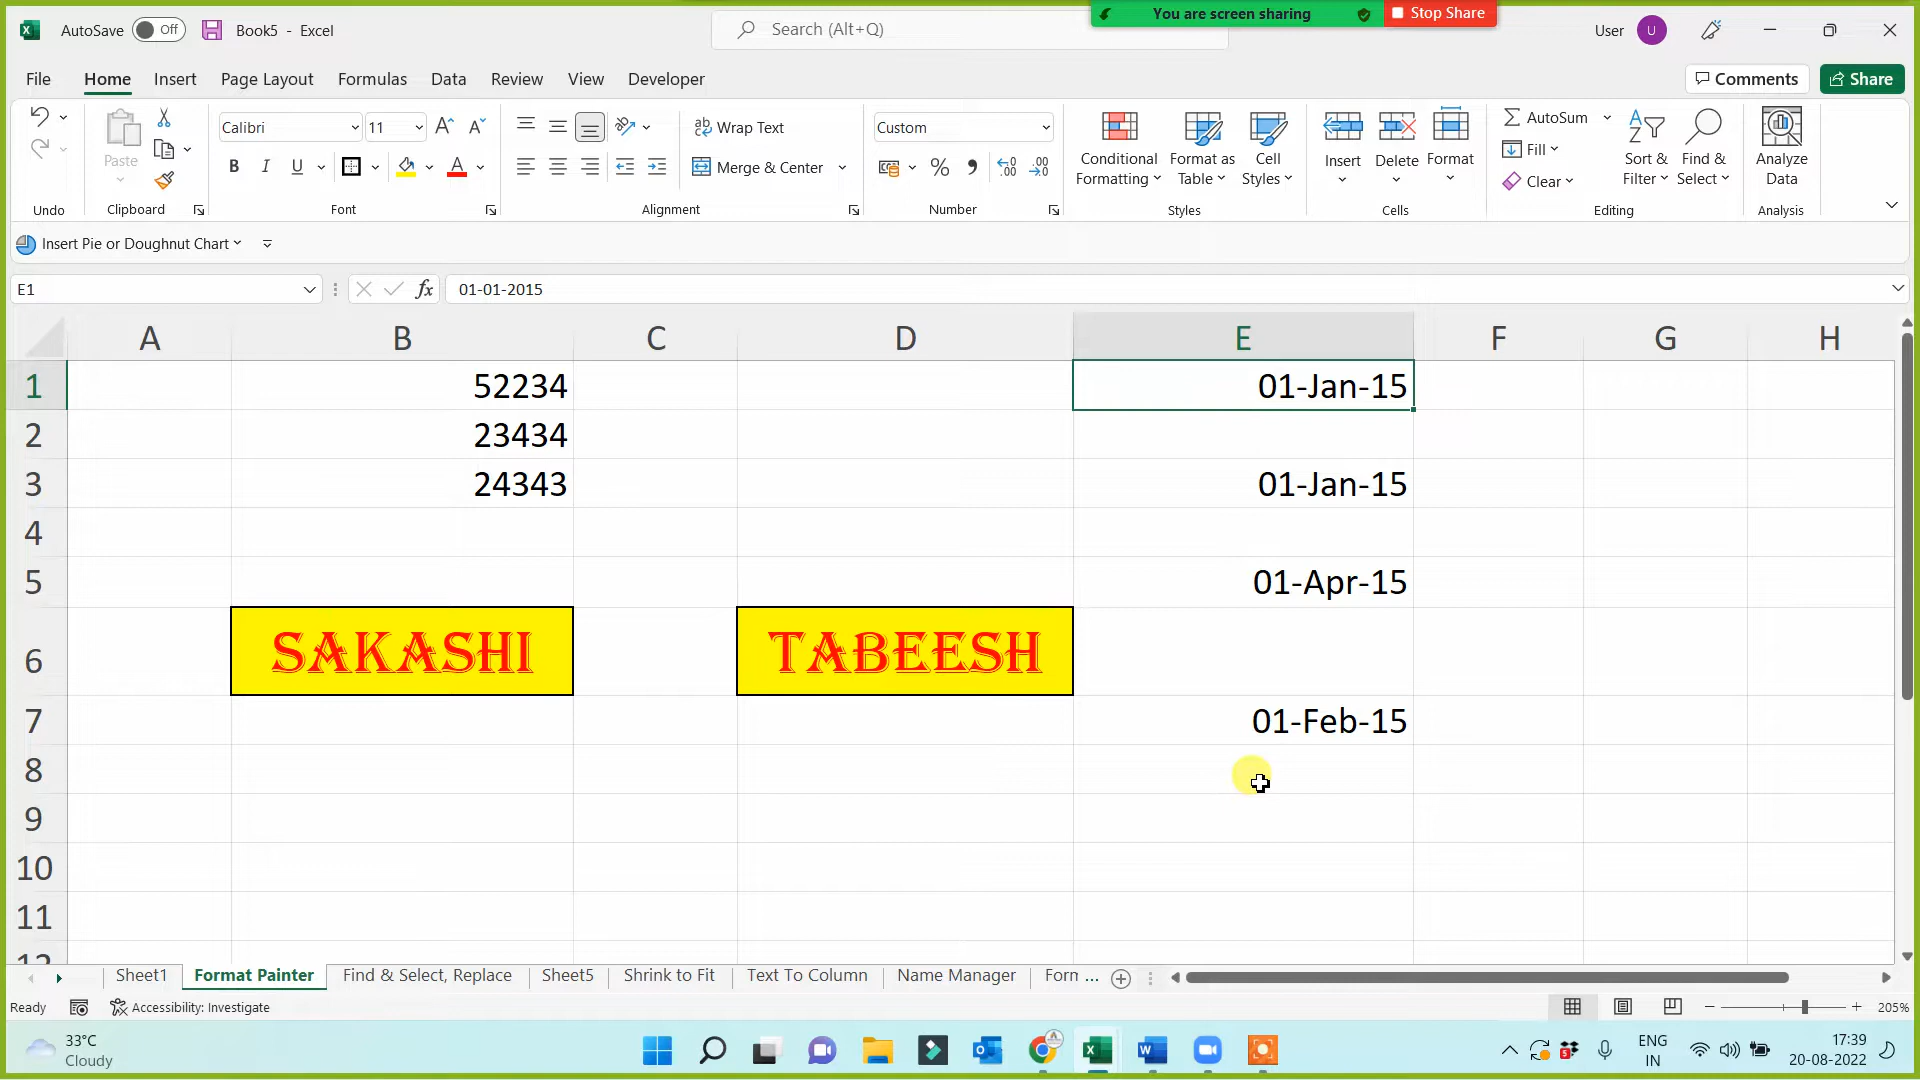 You are screen sharing
Stop Share
AutoSave Off Book5 - Excel
Search (Alt+Q)
User U
File Home Insert Page Layout Formulas Data Review View Developer
Comments Share
Paste
Calibri 11
B I U
Wrap Text
Merge & Center
Custom
Conditional Formatting
Format as Table
Cell Styles
Insert Delete Format
AutoSum
Fill
Clear
Sort & Filter
Find & Select
Analyze Data
Undo Clipboard Font Alignment Number Styles Cells Editing Analysis
Insert Pie or Doughnut Chart
E1 fx 01-01-2015
A B C D E F G H
1 52234 01-Jan-15
2 23434
3 24343 01-Jan-15
4
5 01-Apr-15
6 SAKASHI TABEESH
7 01-Feb-15
8
9
10
11
12
Sheet1 Format Painter Find & Select, Replace Sheet5 Shrink to Fit Text To Column Name Manager Form ...
Ready Accessibility: Investigate 205%
33°C
Cloudy
ENG
IN
17:39
20-08-2022